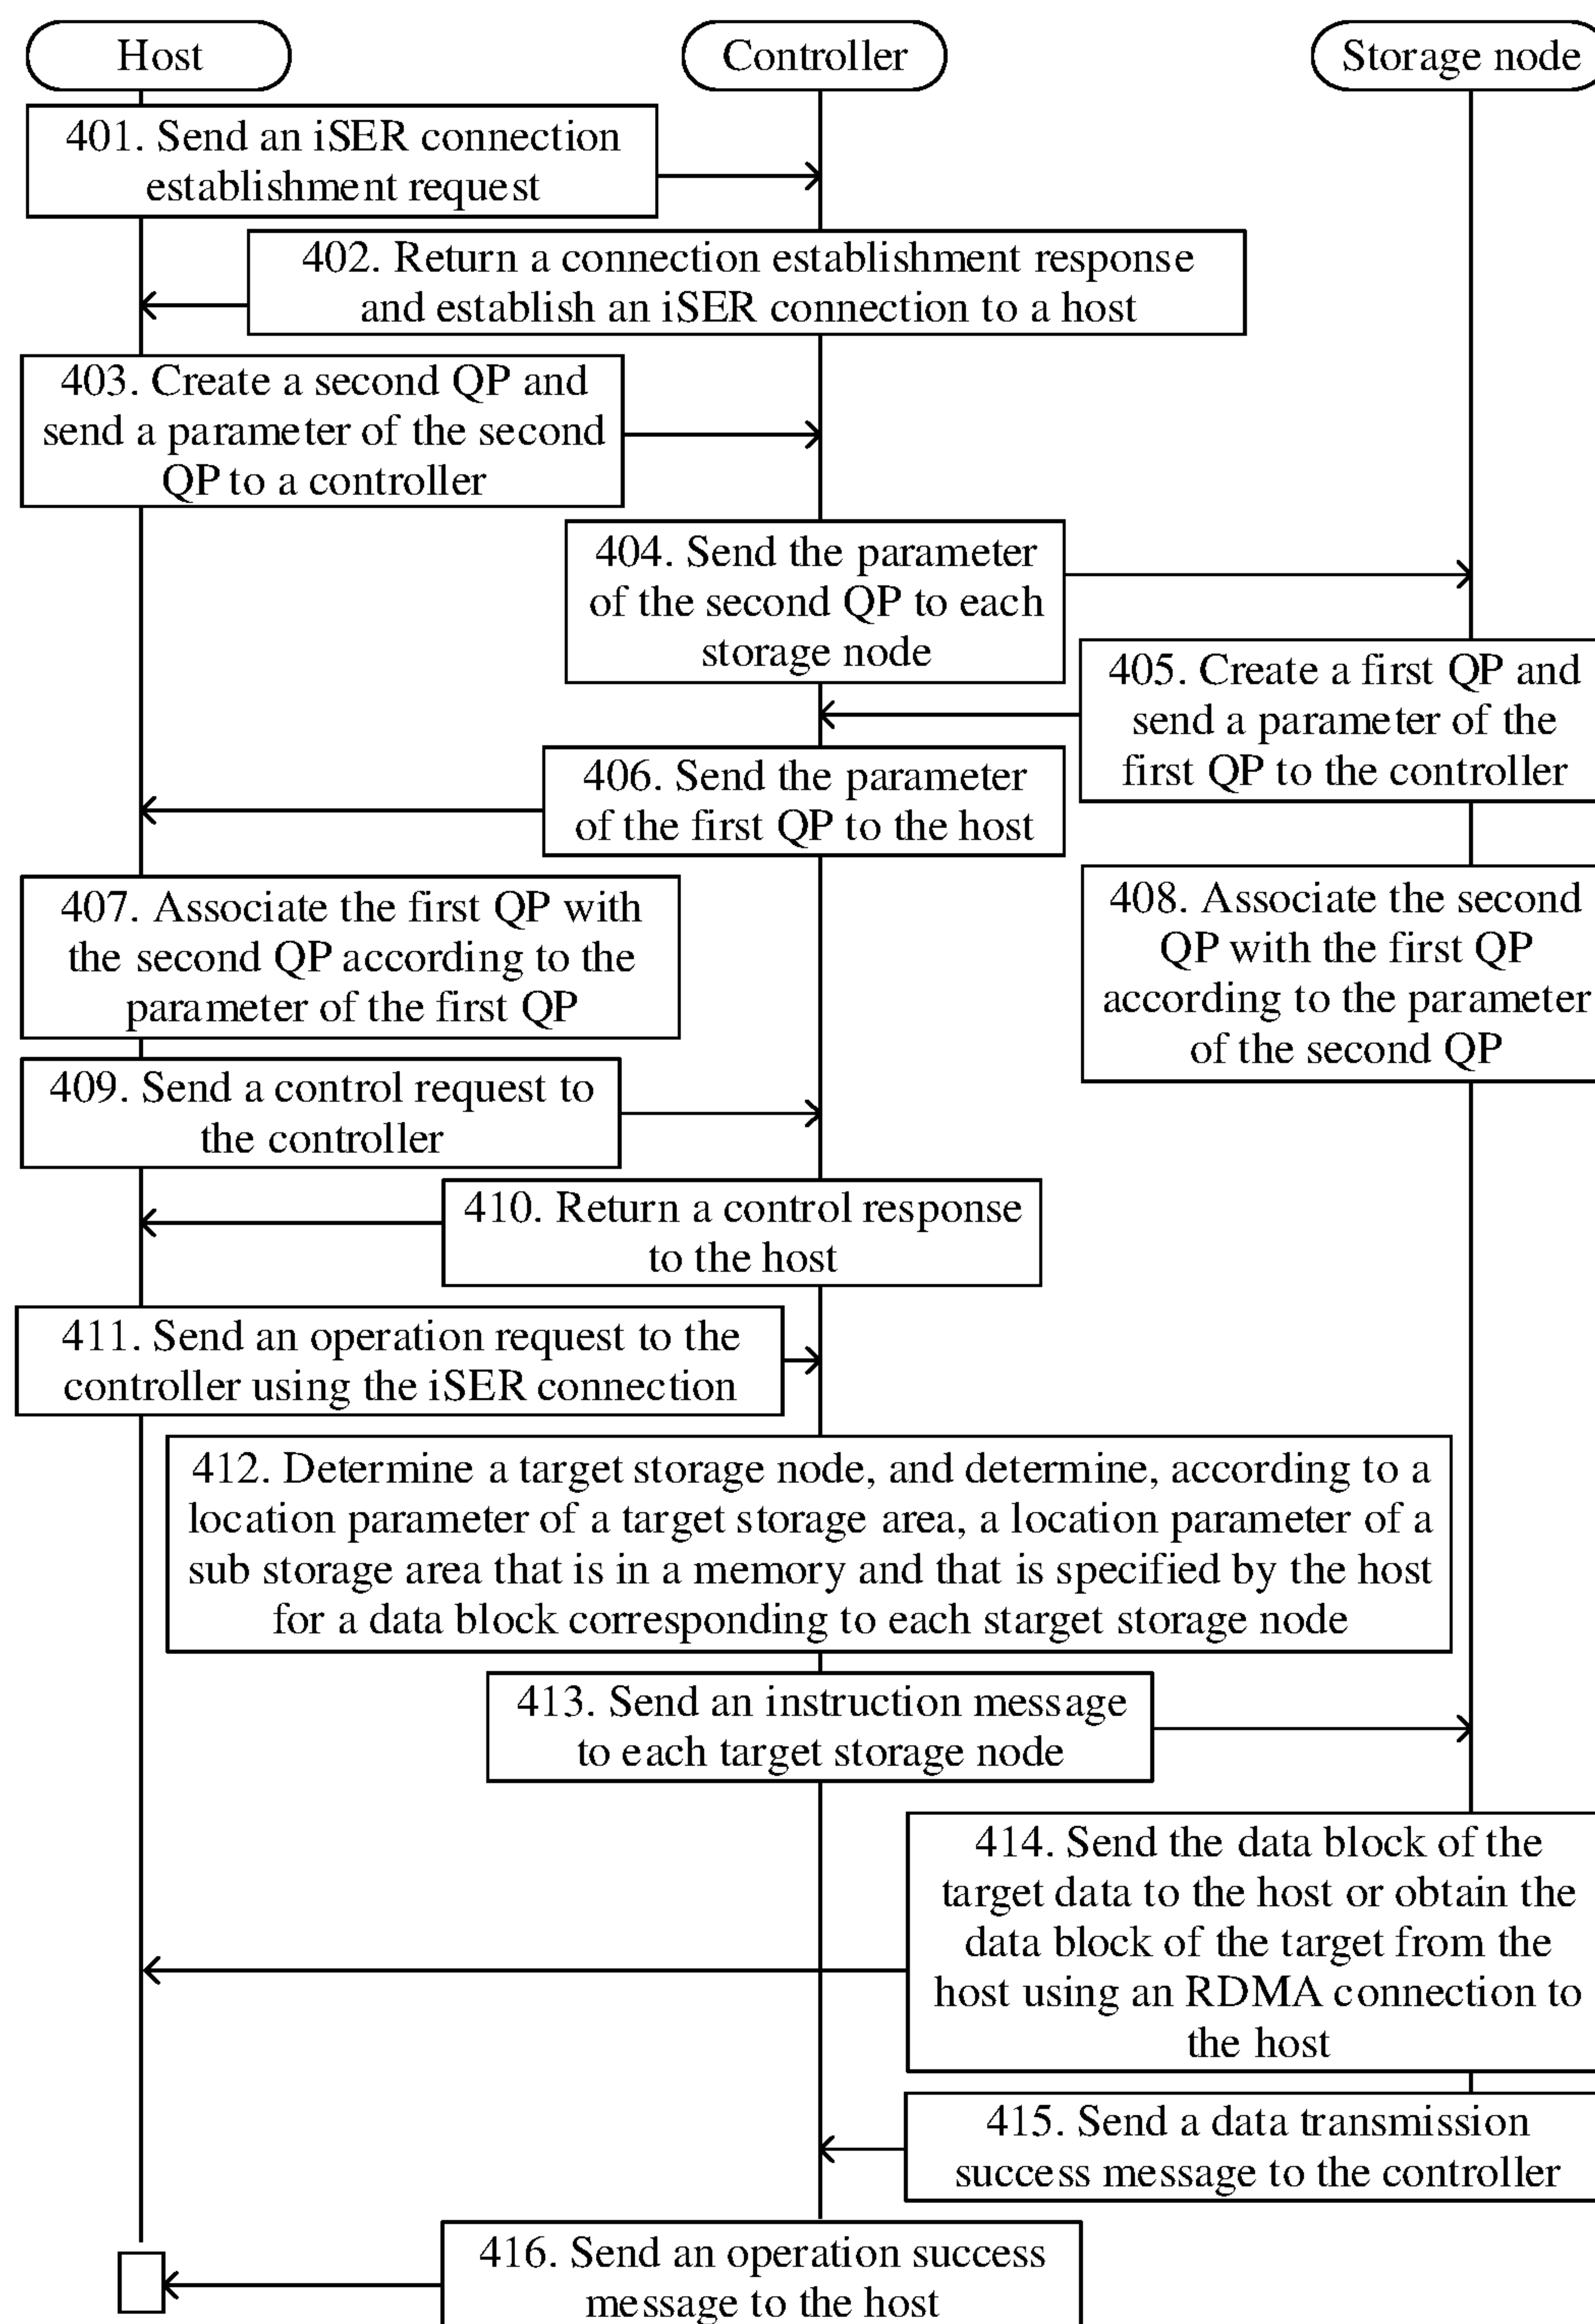 Host
Controller
Storage node
401. Send an iSER connection
establishment request
402. Return a connection establishment response
and establish an iSER connection to a host
403. Create a second QP and
send a parameter of the second
QP to a controller
404. Send the parameter
of the second QP to each
storage node
405. Create a first QP and
send a parameter of the
first QP to the controller
406. Send the parameter
of the first QP to the host
407. Associate the first QP with
the second QP according to the
parameter of the first QP
408. Associate the second
QP with the first QP
according to the parameter
of the second QP
409. Send a control request to
the controller
410. Return a control response
to the host
411. Send an operation request to the
controller using the iSER connection
412. Determine a target storage node, and determine, according to a
location parameter of a target storage area, a location parameter of a
sub storage area that is in a memory and that is specified by the host
for a data block corresponding to each starget storage node
413. Send an instruction message
to each target storage node
414. Send the data block of the
target data to the host or obtain the
data block of the target from the
host using an RDMA connection to
the host
415. Send a data transmission
success message to the controller
416. Send an operation success
message to the host